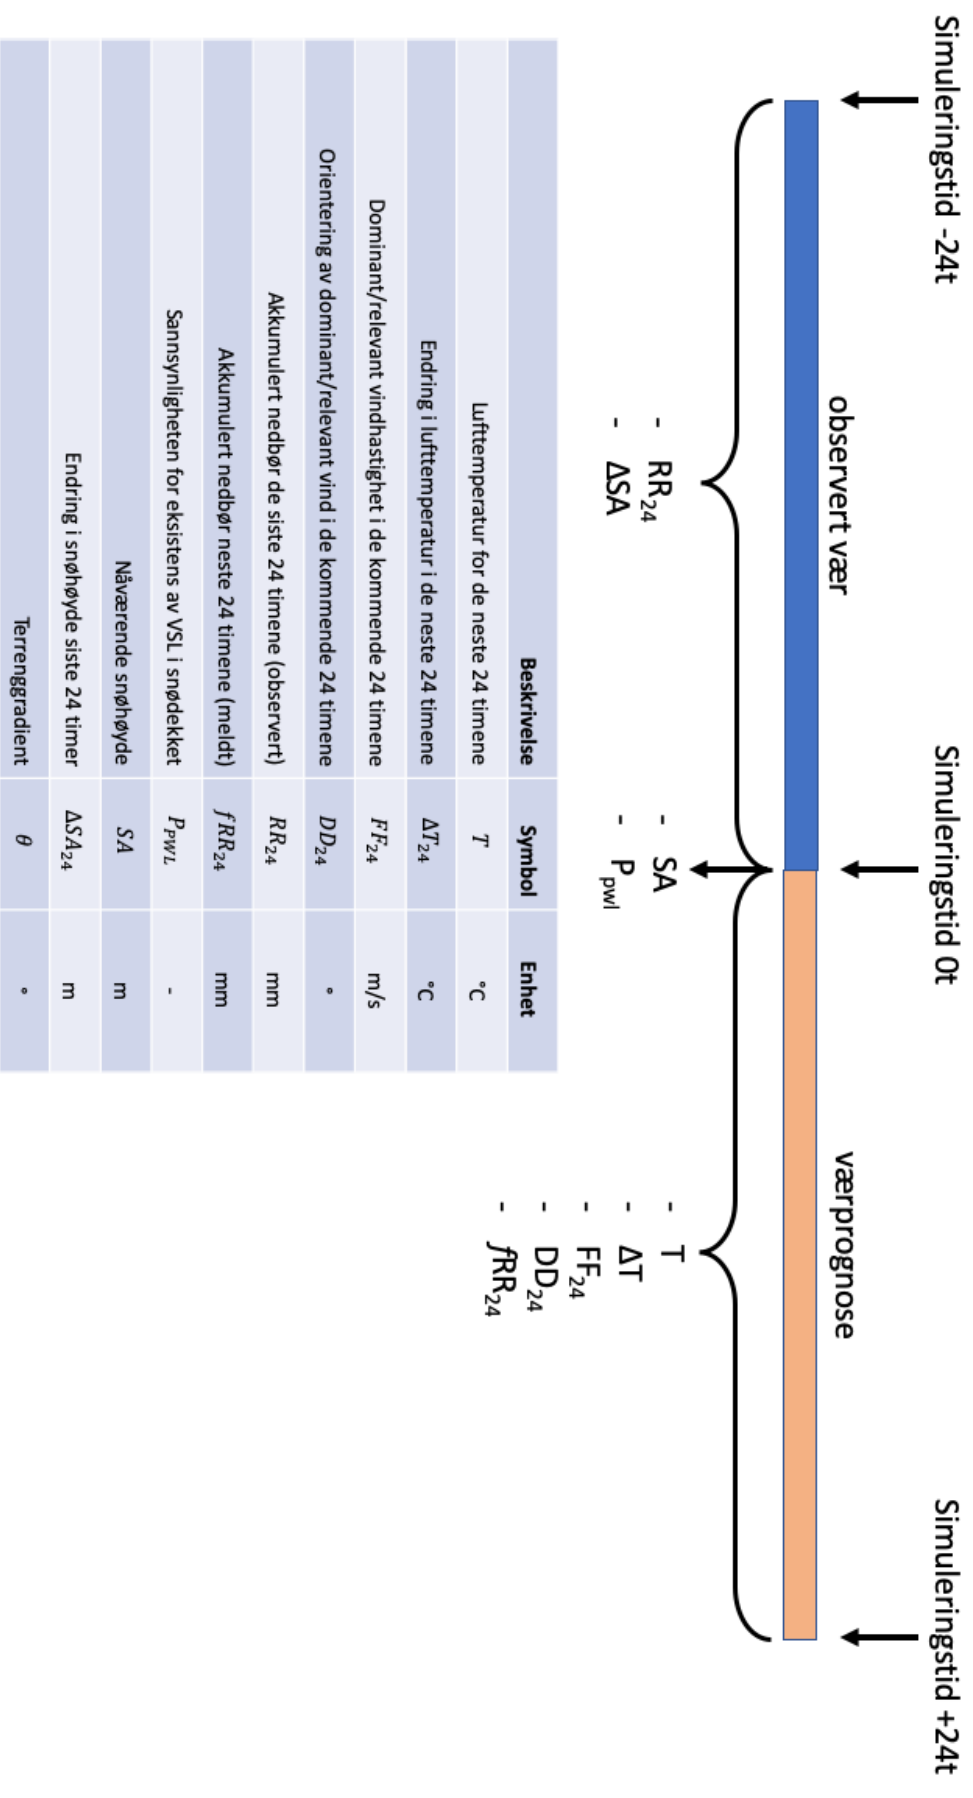 Simuleringstid -24t
Simuleringstid 0t
Simuleringstid +24t
observert vær
værprognose
- RR24
- ΔSA
- SA
- Ppwl
- T
- ΔT
- FF24
- DD24
- fRR24
Beskrivelse Symbol Enhet
Lufttemperatur for de neste 24 timene T °C
Endring i lufttemperatur i de neste 24 timene ΔT24 °C
Dominant/relevant vindhastighet i de kommende 24 timene FF24 m/s
Orientering av dominant/relevant vind i de kommende 24 timene DD24 °
Akkumulert nedbør de siste 24 timene (observert) RR24 mm
Akkumulert nedbør neste 24 timene (meldt) fRR24 mm
Sannsynligheten for eksistens av VSL i snødekket PPWL -
Nåværende snøhøyde SA m
Endring i snøhøyde siste 24 timer ΔSA24 m
Terrenggradient θ °